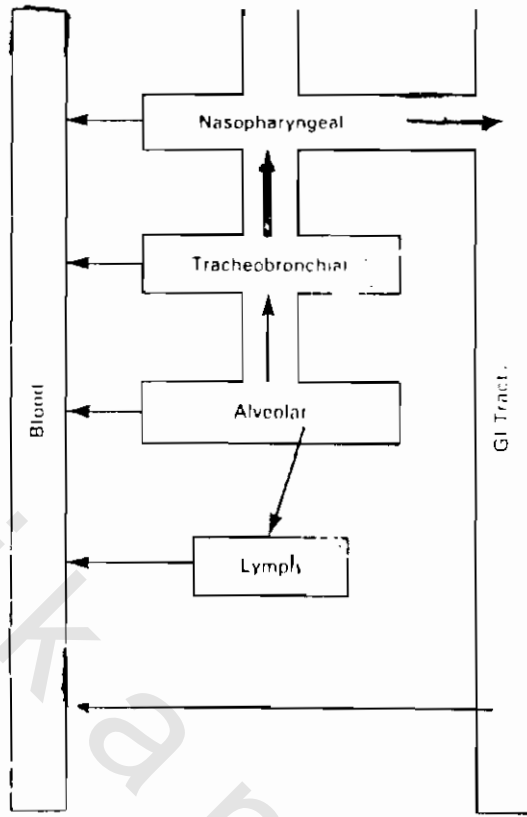 Nasopharyngeal
Tracheobronchial
Alveolar
Blood
GI Tract.
Lymph
k
a
n